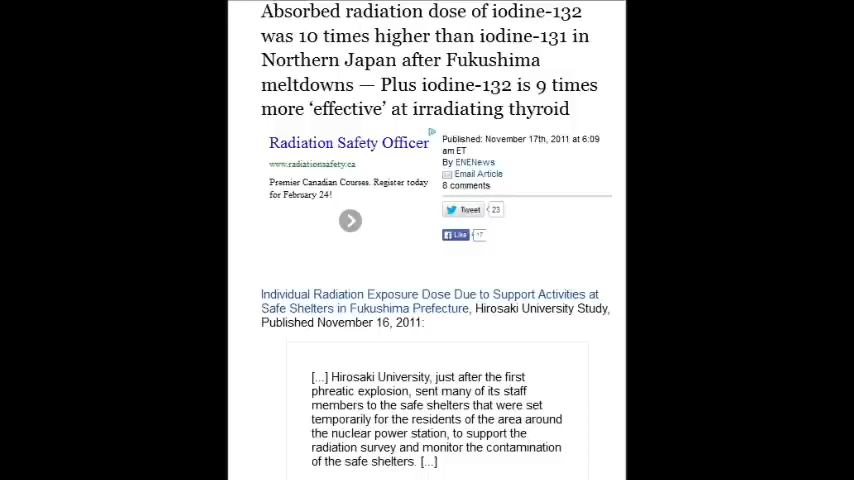 Absorbed radiation dose of iodine-132
was 10 times higher than iodine-131 in
Northern Japan after Fukushima
meltdowns — Plus iodine-132 is 9 times
more ‘effective’ at irradiating thyroid
Radiation Safety Officer
www.radiationsafety.ca
Premier Canadian Courses. Register today
for February 24!
Published: November 17th, 2011 at 6:09
am ET
By ENENews
Email Article
8 comments
Tweet 23
Like 17
Individual Radiation Exposure Dose Due to Support Activities at
Safe Shelters in Fukushima Prefecture, Hirosaki University Study,
Published November 16, 2011:
[...] Hirosaki University, just after the first
phreatic explosion, sent many of its staff
members to the safe shelters that were set
temporarily for the residents of the area around
the nuclear power station, to support the
radiation survey and monitor the contamination
of the safe shelters. [...]